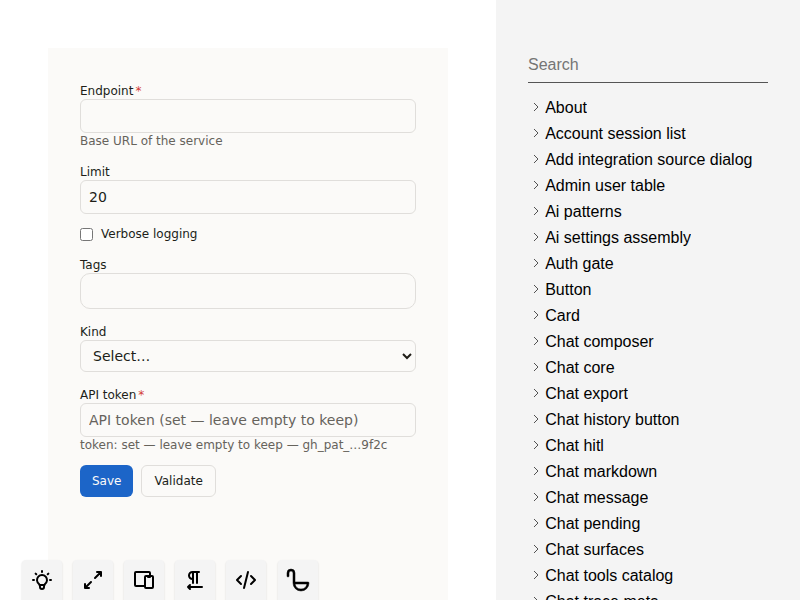 Endpoint*
Base URL of the service
Limit
20
Verbose logging
Tags
Kind
Select...
API token*
API token (set — leave empty to keep)
token: set — leave empty to keep — gh_pat_...9f2c
Save
Validate
Search
About
Account session list
Add integration source dialog
Admin user table
Ai patterns
Ai settings assembly
Auth gate
Button
Card
Chat composer
Chat core
Chat export
Chat history button
Chat hitl
Chat markdown
Chat message
Chat pending
Chat surfaces
Chat tools catalog